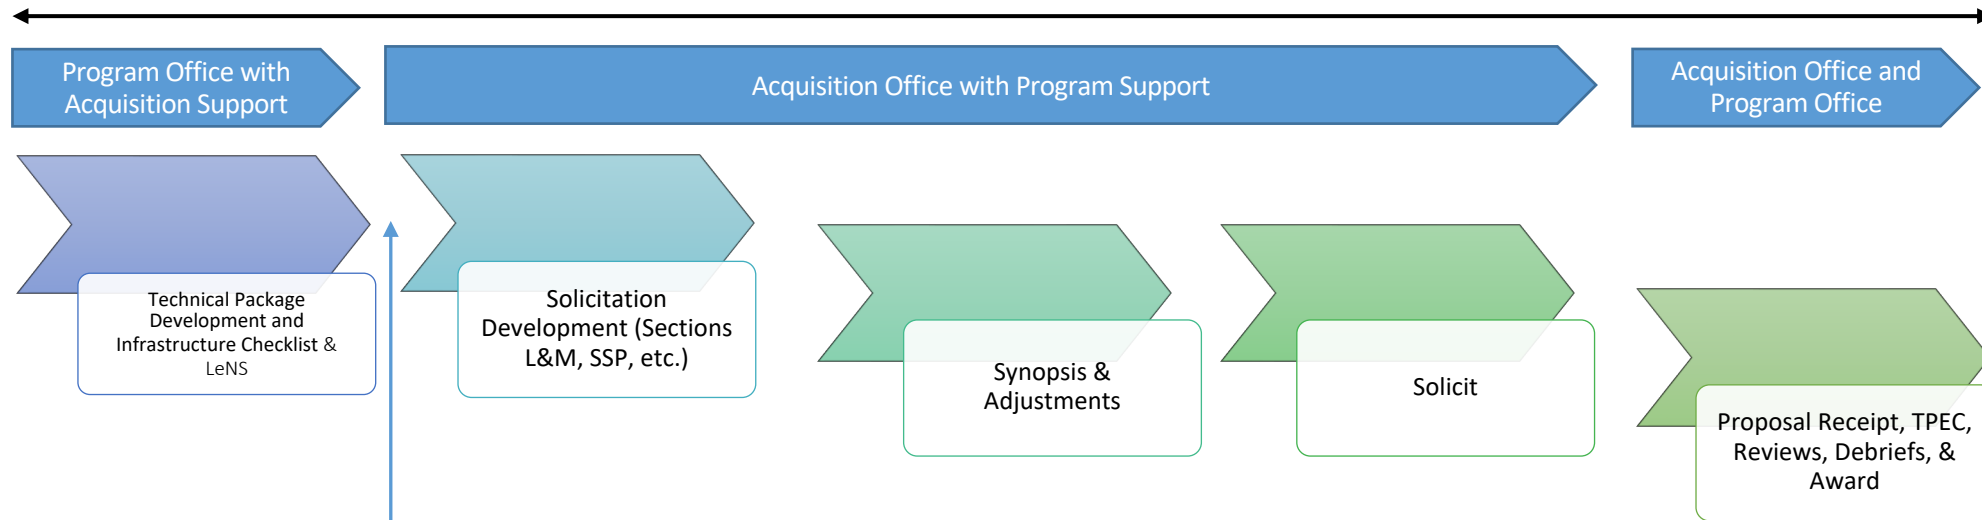 Program Office with
Acquisition Support
Acquisition Office with Program Support
Acquisition Office and
Program Office
Technical Package
Development and
Infrastructure Checklist &
LeNS
Solicitation
Development (Sections
L&M, SSP, etc.)
Synopsis &
Adjustments
Solicit
Proposal Receipt, TPEC,
Reviews, Debriefs, &
Award